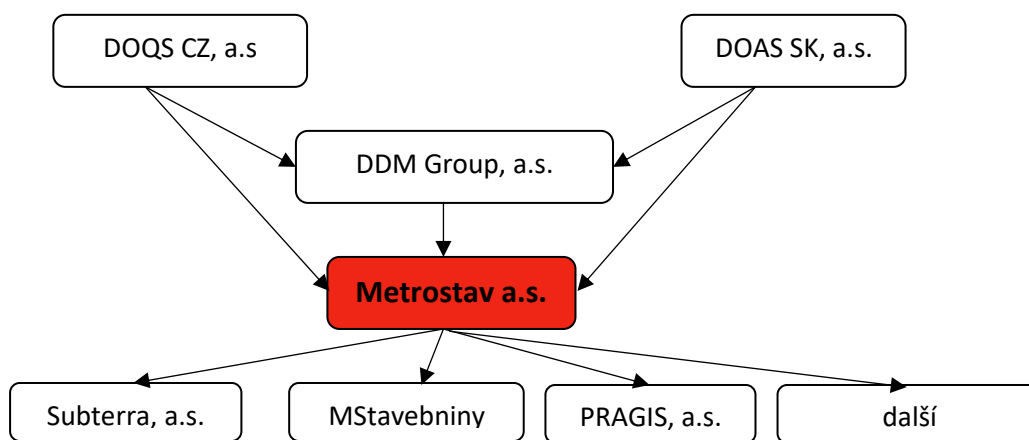 DOQS CZ, a.s
DOAS SK, a.s.
DDM Group, a.s.
Metrostav a.s.
Subterra, a.s.
MStavebniny
PRAGIS, a.s.
další